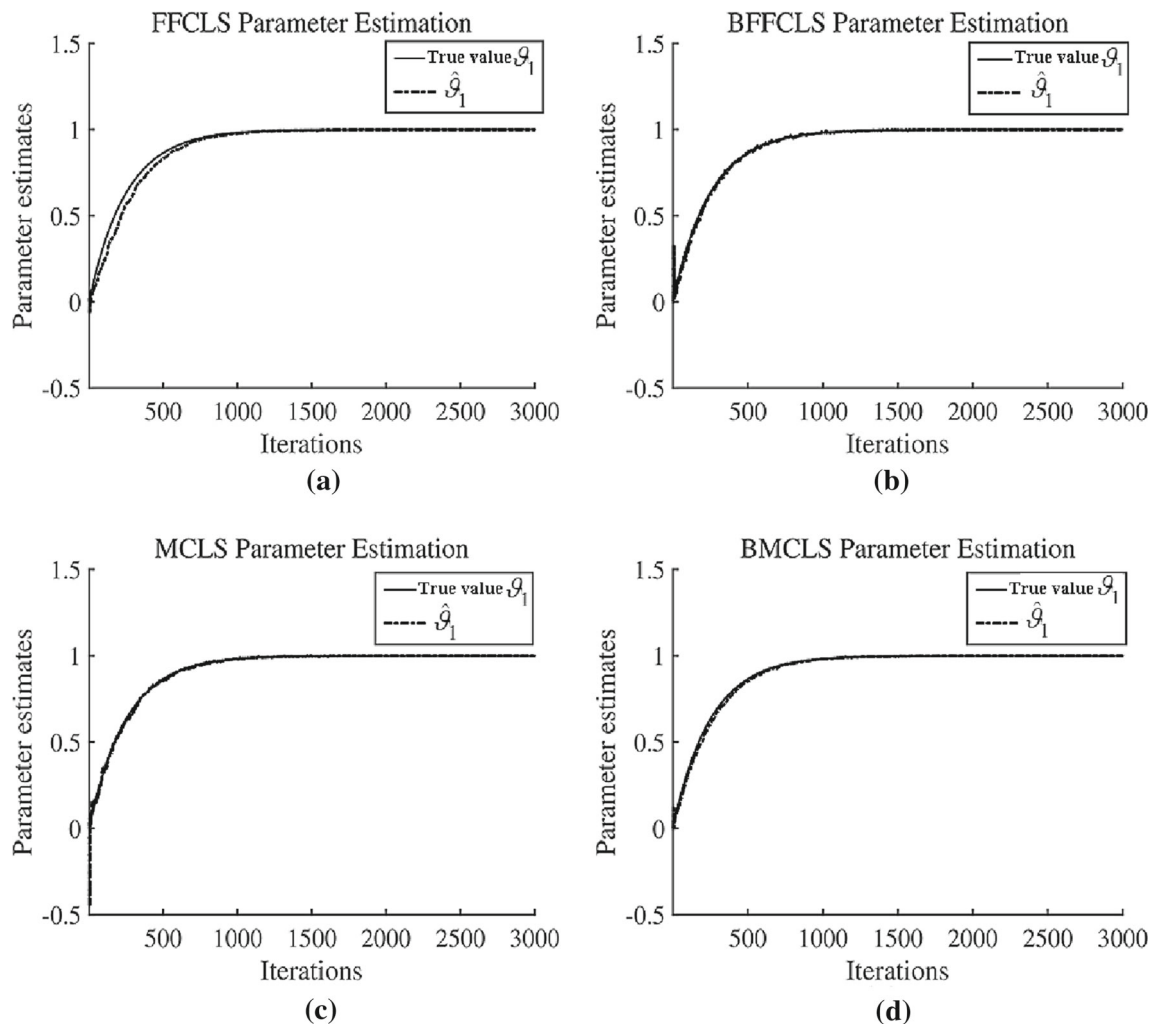 FFCLS Parameter Estimation
1.5
1
0.5
0
-0.5
Parameter estimates
True value ϑ₁
ϑ̂₁
500 1000 1500 2000 2500 3000
Iterations
(a)
BFFCLS Parameter Estimation
1.5
1
0.5
0
-0.5
Parameter estimates
True value ϑ₁
ϑ̂₁
500 1000 1500 2000 2500 3000
Iterations
(b)
MCLS Parameter Estimation
1.5
1
0.5
0
-0.5
Parameter estimates
True value ϑ₁
ϑ̂₁
500 1000 1500 2000 2500 3000
Iterations
(c)
BMCLS Parameter Estimation
1.5
1
0.5
0
-0.5
Parameter estimates
True value ϑ₁
ϑ̂₁
500 1000 1500 2000 2500 3000
Iterations
(d)